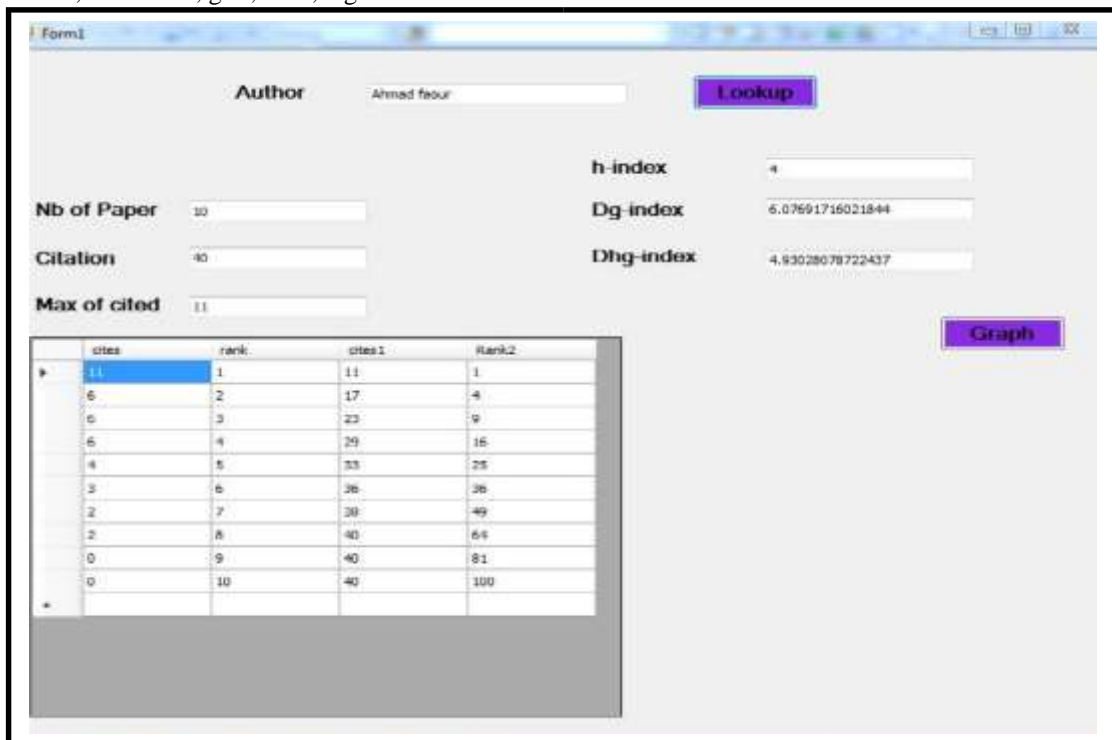 Form1
Author Ahmad faour Lookup
h-index 4
Nb of Paper 10 Dg-index 6.07691716021844
Citation 40 Dhg-index 4.93028078722437
Max of cited 11
Graph
cites rank cites1 Rank2
11 1 11 1
6 2 17 4
6 3 23 9
6 4 29 16
4 5 33 25
3 6 36 36
2 7 38 49
2 8 40 64
0 9 40 81
0 10 40 100